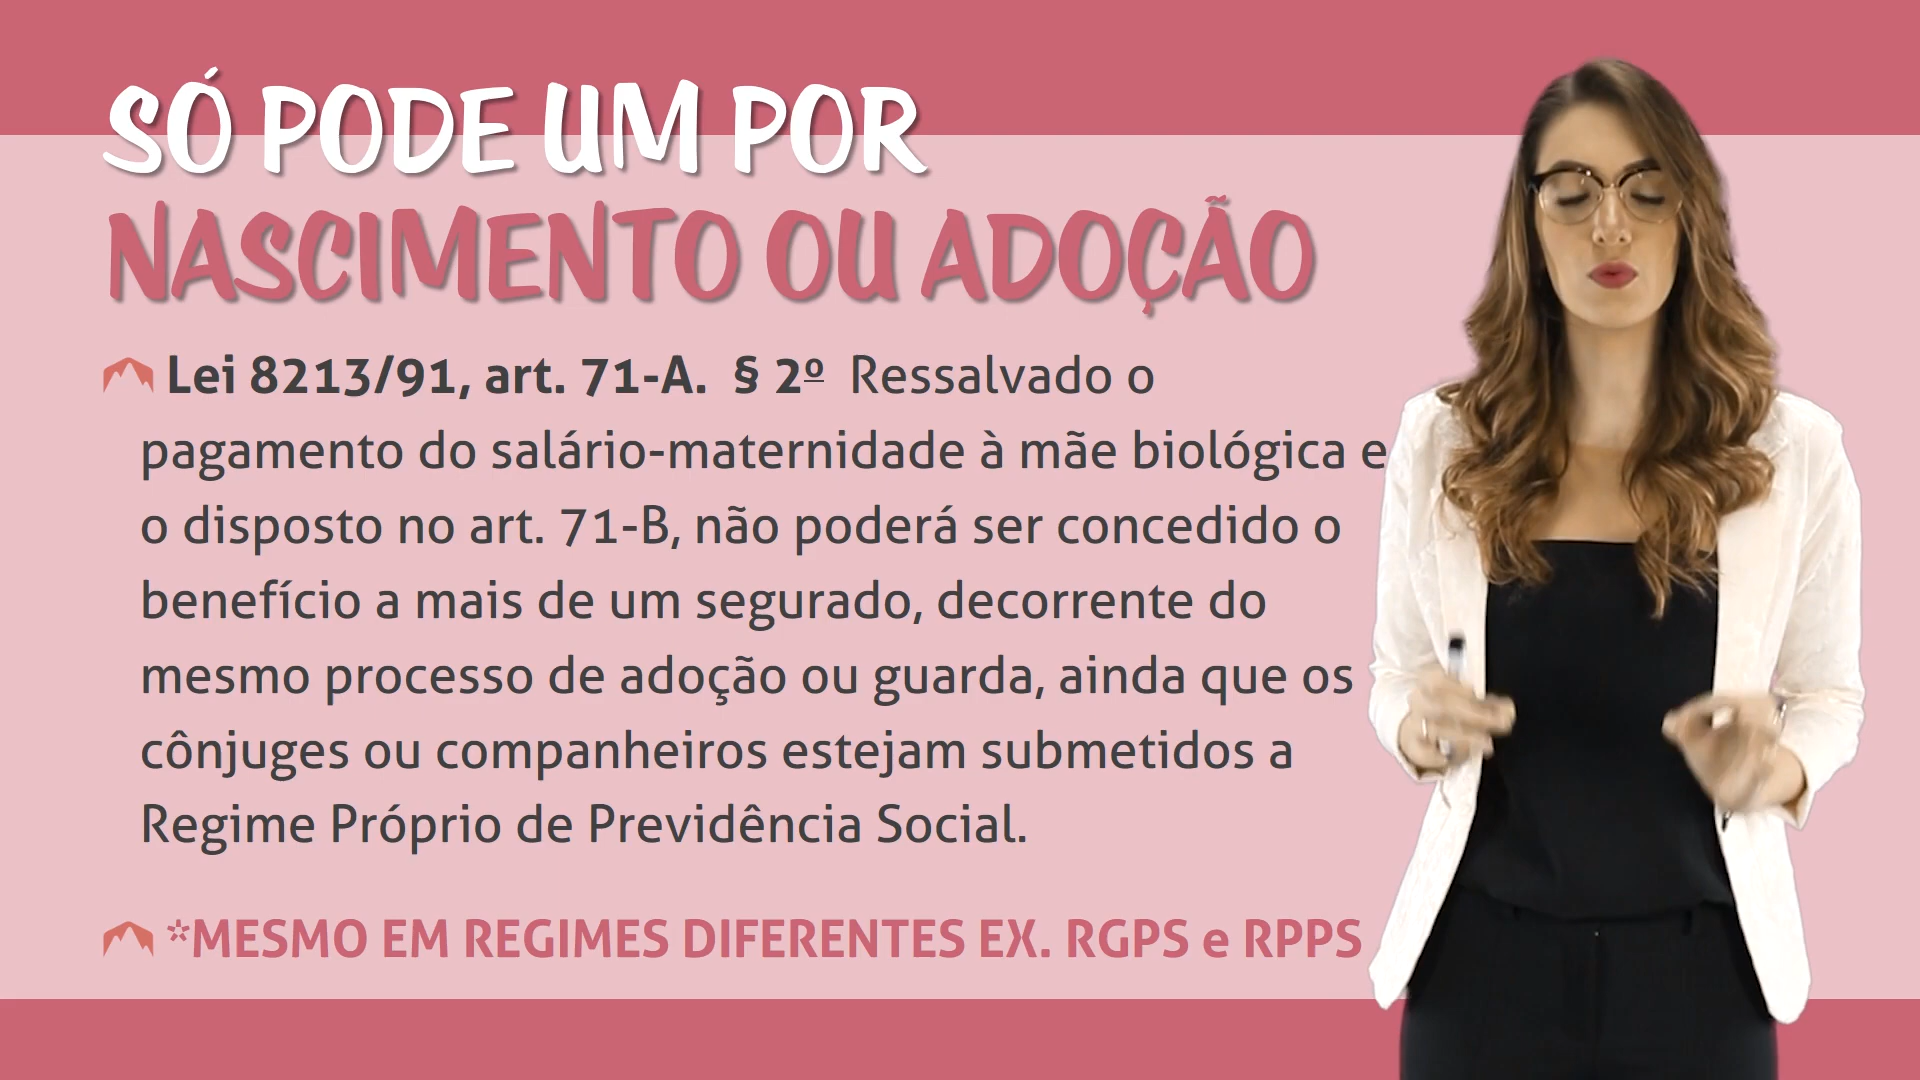 SÓ PODE UM POR
NASCIMENTO OU ADOÇÃO
Lei 8213/91, art. 71-A. § 2º Ressalvado o
pagamento do salário-maternidade à mãe biológica e
o disposto no art. 71-B, não poderá ser concedido o
benefício a mais de um segurado, decorrente do
mesmo processo de adoção ou guarda, ainda que os
cônjuges ou companheiros estejam submetidos a
Regime Próprio de Previdência Social.
*MESMO EM REGIMES DIFERENTES EX. RGPS e RPPS